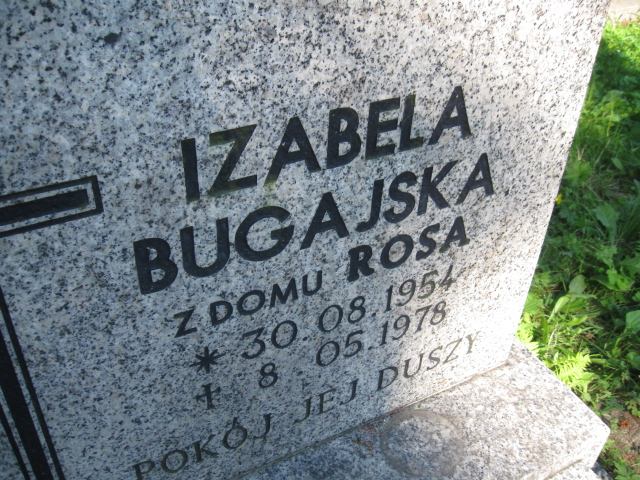 IZABELA
BUGAJSKA
Z DOMU ROSA
* 30.08.1954
† 8.05.1978
POKÓJ JEJ DUSZY